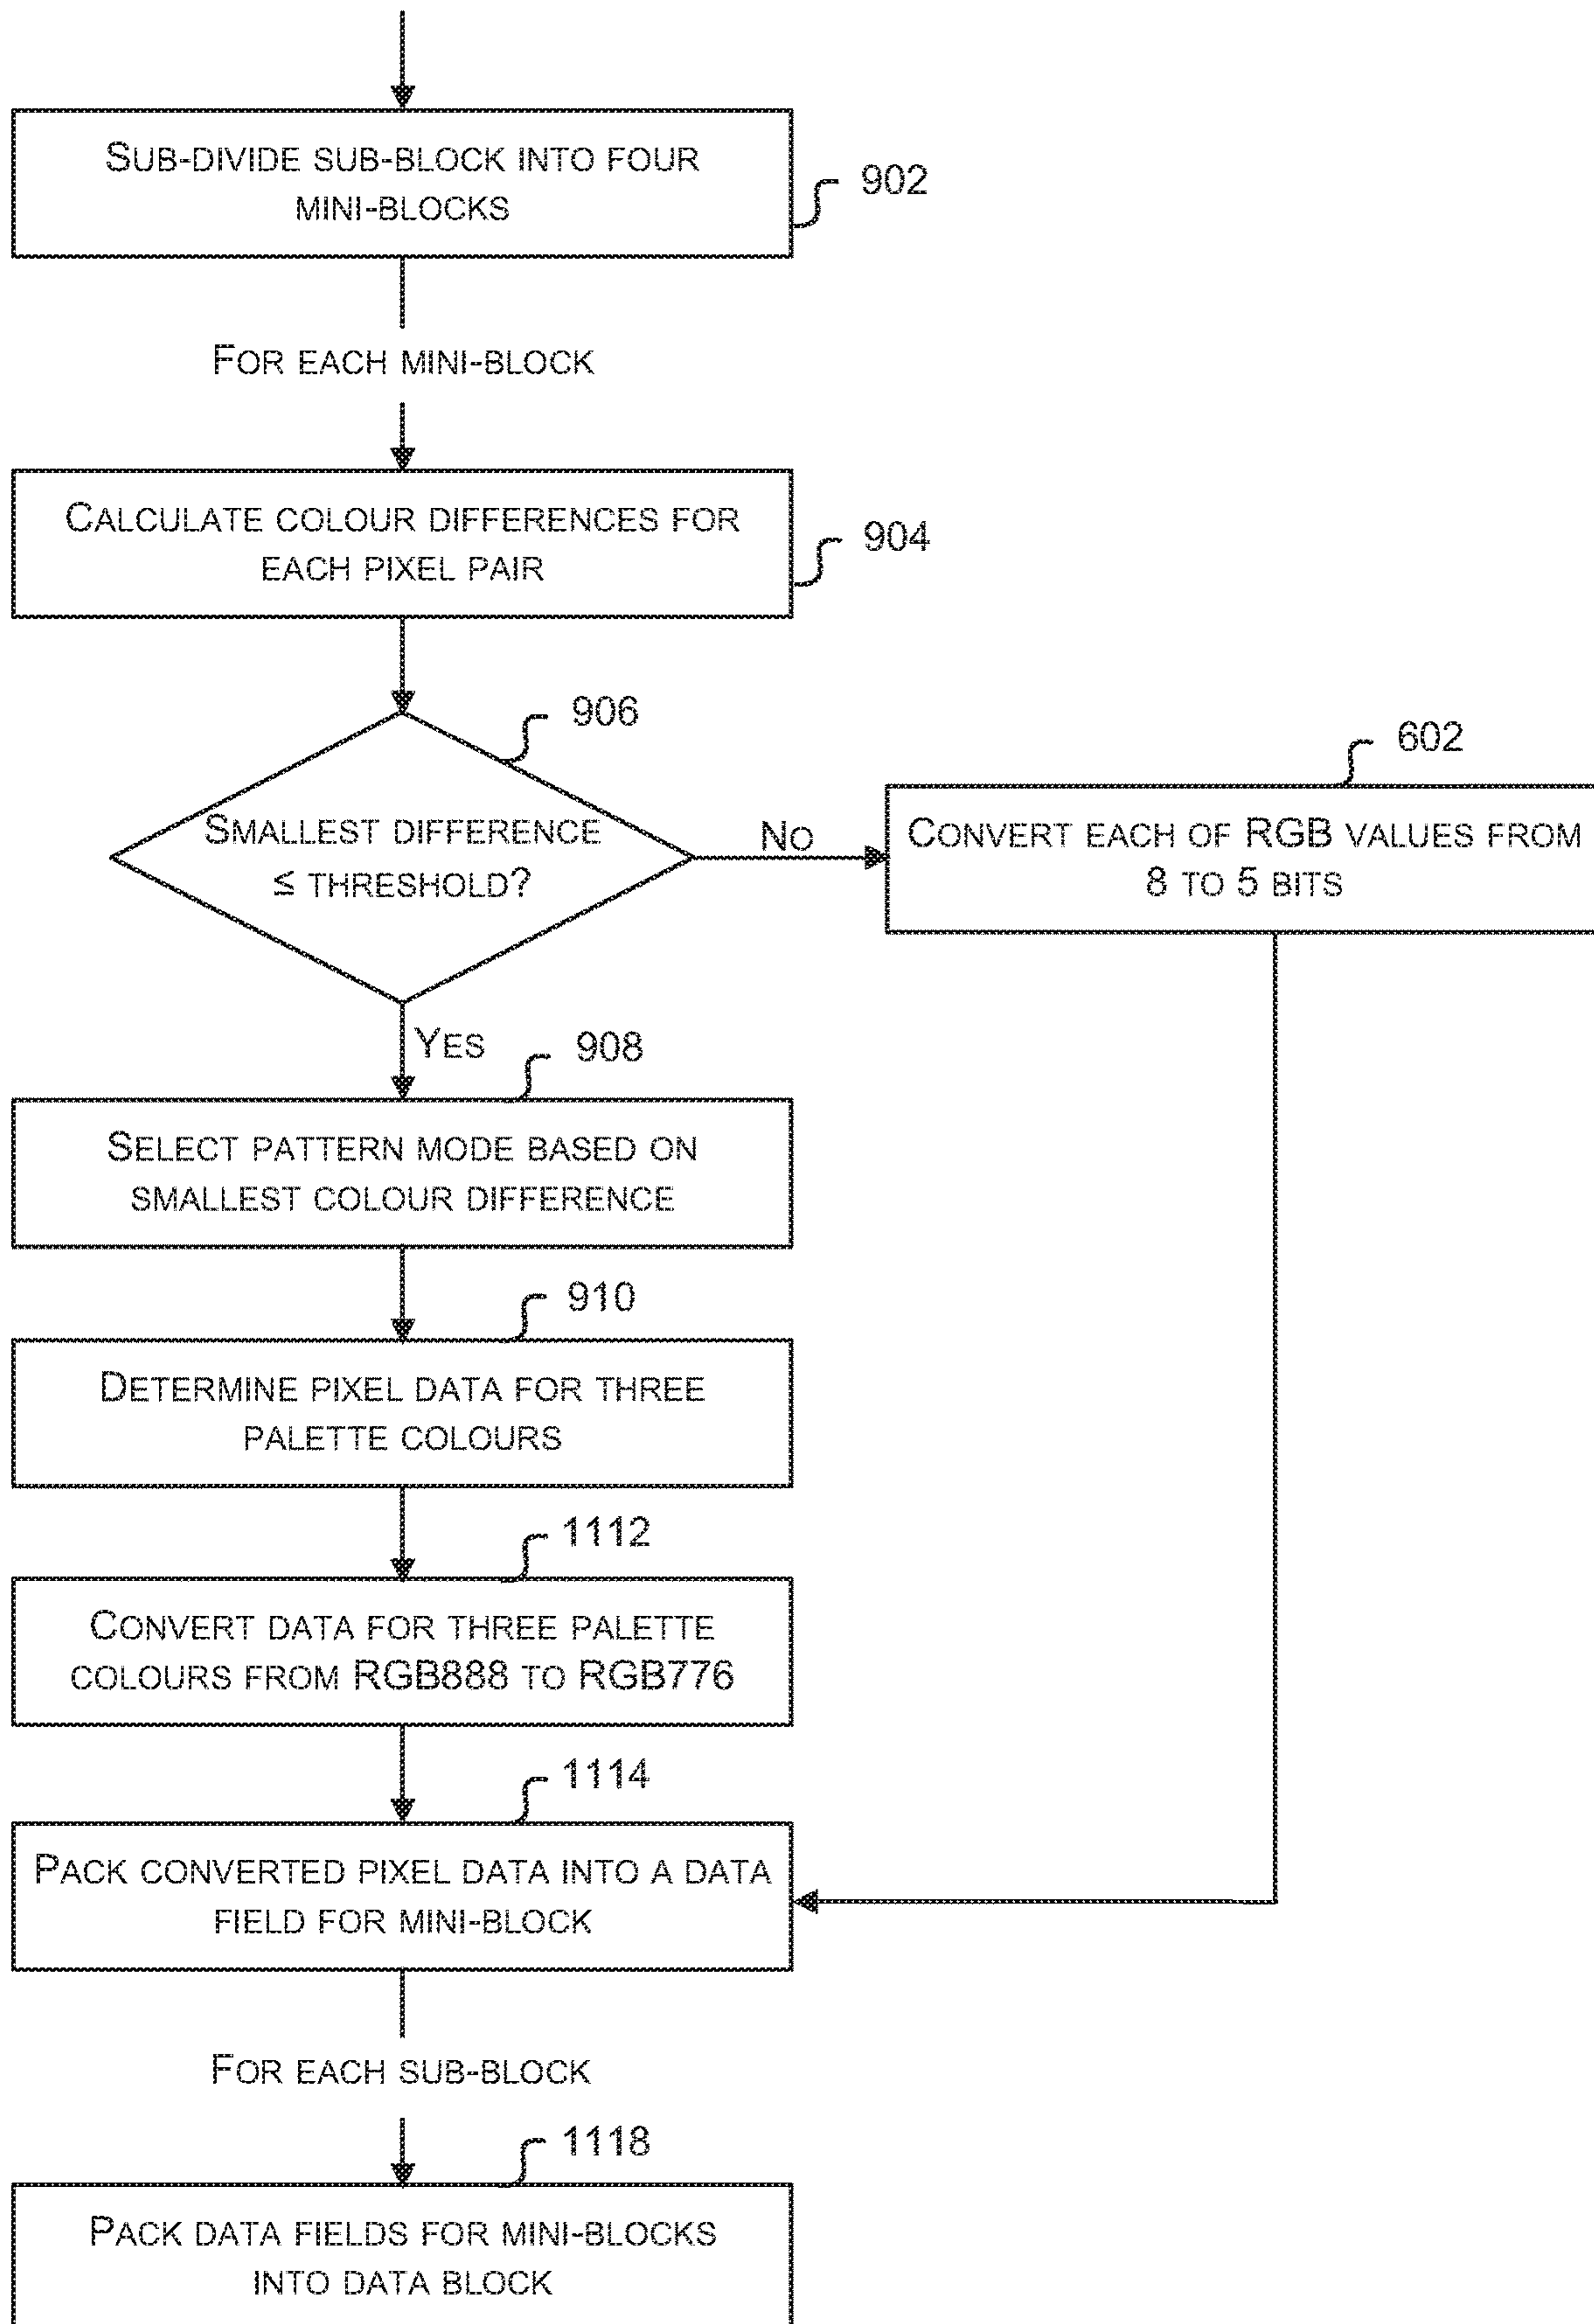 SUB-DIVIDE SUB-BLOCK INTO FOUR
MINI-BLOCKS
902
FOR EACH MINI-BLOCK
CALCULATE COLOUR DIFFERENCES FOR
EACH PIXEL PAIR
904
906
SMALLEST DIFFERENCE
≤ THRESHOLD?
NO
602
CONVERT EACH OF RGB VALUES FROM
8 TO 5 BITS
YES
908
SELECT PATTERN MODE BASED ON
SMALLEST COLOUR DIFFERENCE
910
DETERMINE PIXEL DATA FOR THREE
PALETTE COLOURS
1112
CONVERT DATA FOR THREE PALETTE
COLOURS FROM RGB888 TO RGB776
1114
PACK CONVERTED PIXEL DATA INTO A DATA
FIELD FOR MINI-BLOCK
FOR EACH SUB-BLOCK
1118
PACK DATA FIELDS FOR MINI-BLOCKS
INTO DATA BLOCK